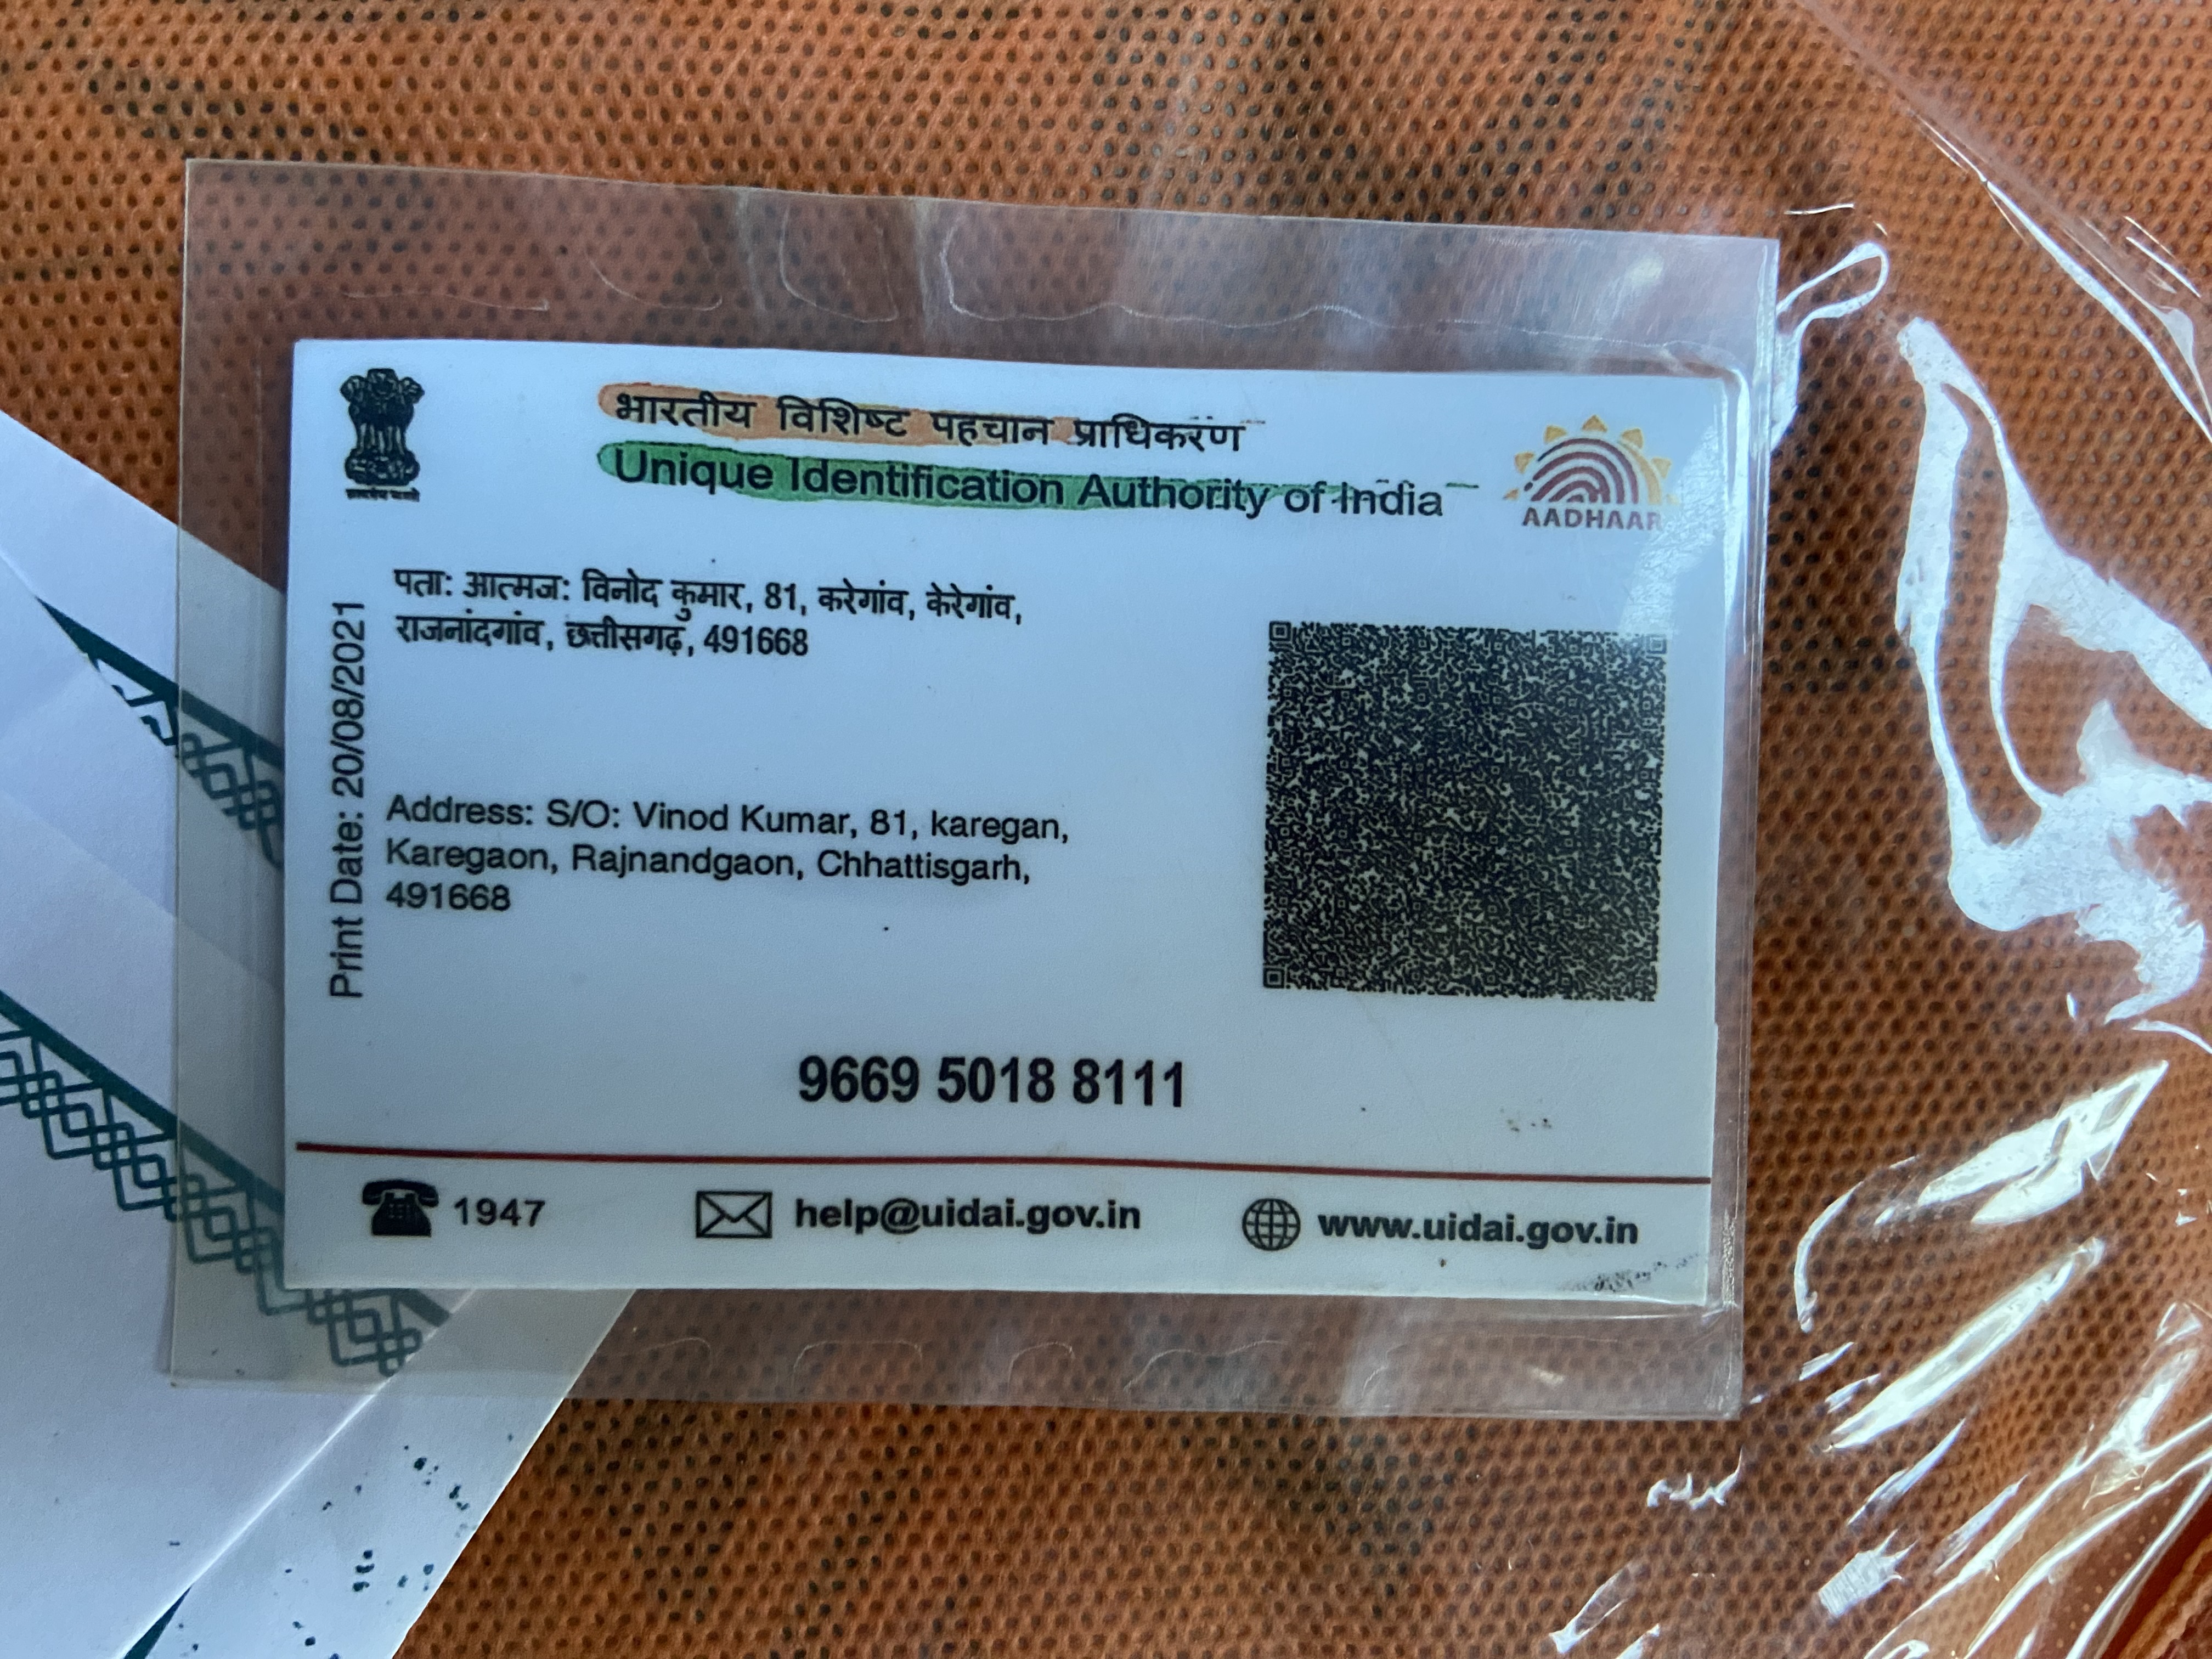 भारतीय विशिष्ट पहचान प्राधिकरण
Unique Identification Authority of India
AADHAAR
पता: आत्मज: विनोद कुमार, 81, करेगांव, केरेगांव,
राजनांदगांव, छत्तीसगढ़, 491668
Print Date: 20/08/2021
Address: S/O: Vinod Kumar, 81, karegan,
Karegaon, Rajnandgaon, Chhattisgarh,
491668
9669 5018 8111
1947
help@uidai.gov.in
www.uidai.gov.in